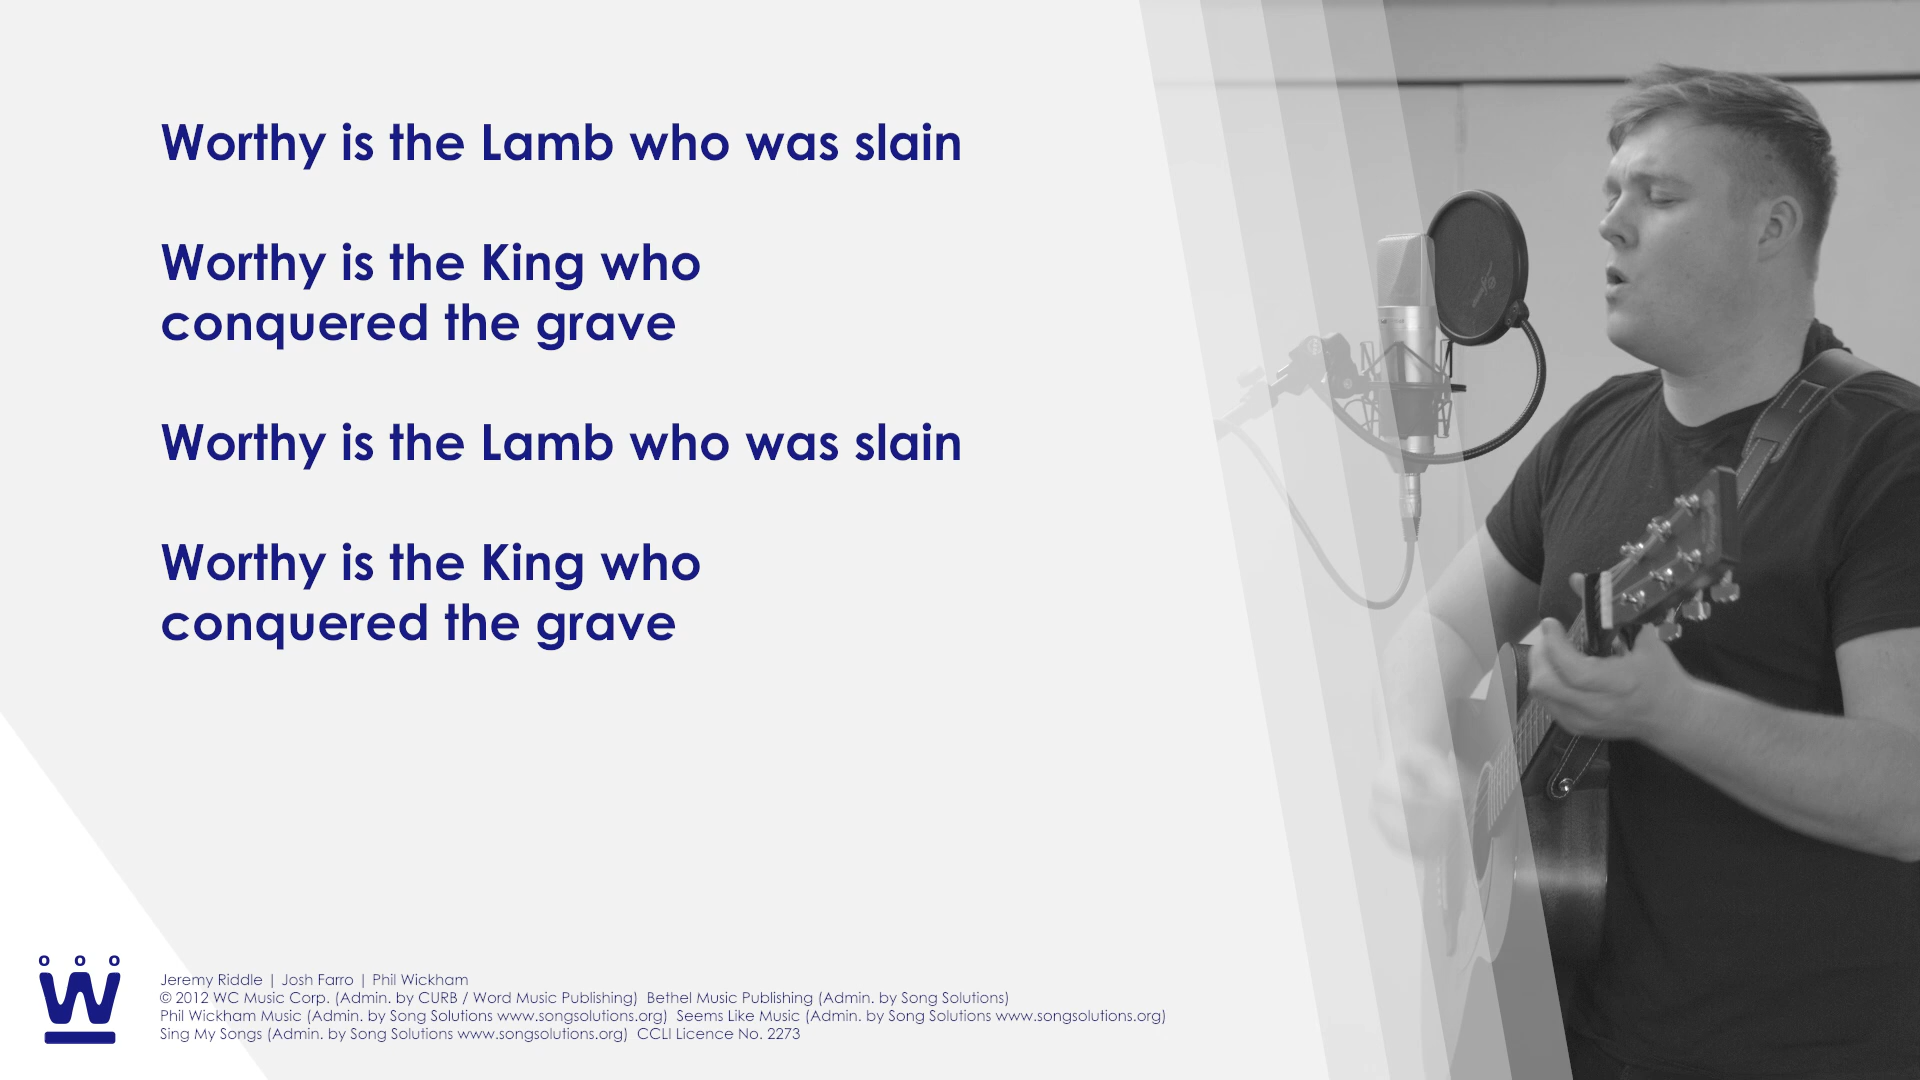 Worthy is the Lamb who was slain
Worthy is the King who
conquered the grave
Worthy is the Lamb who was slain
Worthy is the King who
conquered the grave
W
Jeremy Riddle | Josh Farro | Phil Wickham
© 2012 WC Music Corp. (Admin. by CURB / Word Music Publishing)  Bethel Music Publishing (Admin. by Song Solutions)
Phil Wickham Music (Admin. by Song Solutions www.songsolutions.org)  Seems Like Music (Admin. by Song Solutions www.songsolutions.org)
Sing My Songs (Admin. by Song Solutions www.songsolutions.org)  CCLI Licence No. 2273